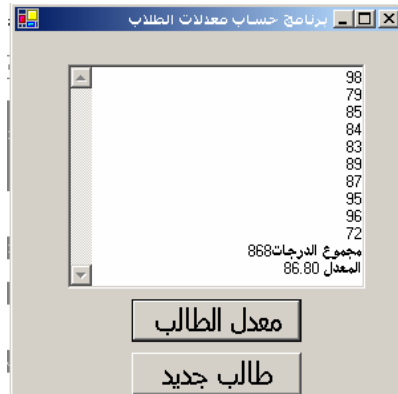 برنامج حساب معدلات الطلاب
98
79
85
84
83
89
87
95
96
72
مجموع الدرجات868
المعدل 86.80
معدل الطالب
طالب جديد